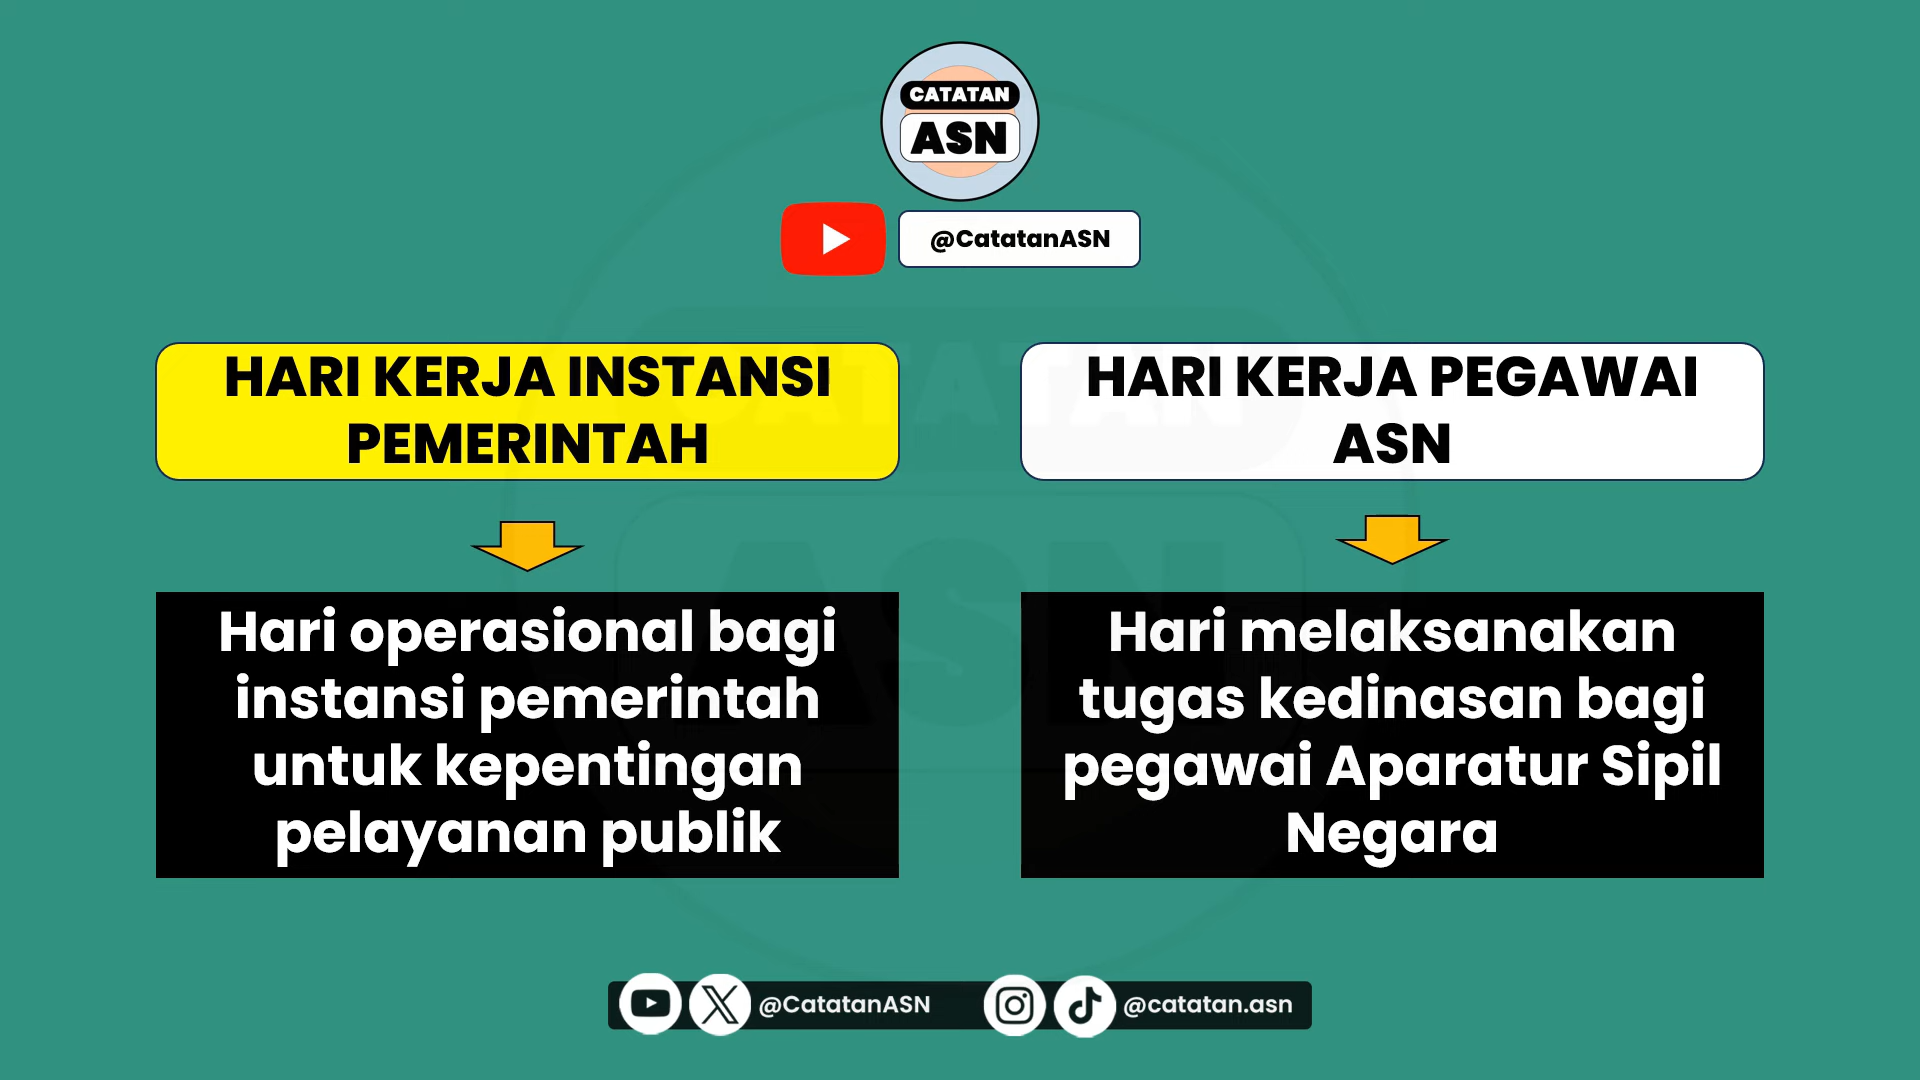 CATATAN
ASN
@CatatanASN
HARI KERJA INSTANSI
PEMERINTAH
Hari operasional bagi
instansi pemerintah
untuk kepentingan
pelayanan publik
HARI KERJA PEGAWAI
ASN
Hari melaksanakan
tugas kedinasan bagi
pegawai Aparatur Sipil
Negara
@CatatanASN
@catatan.asn